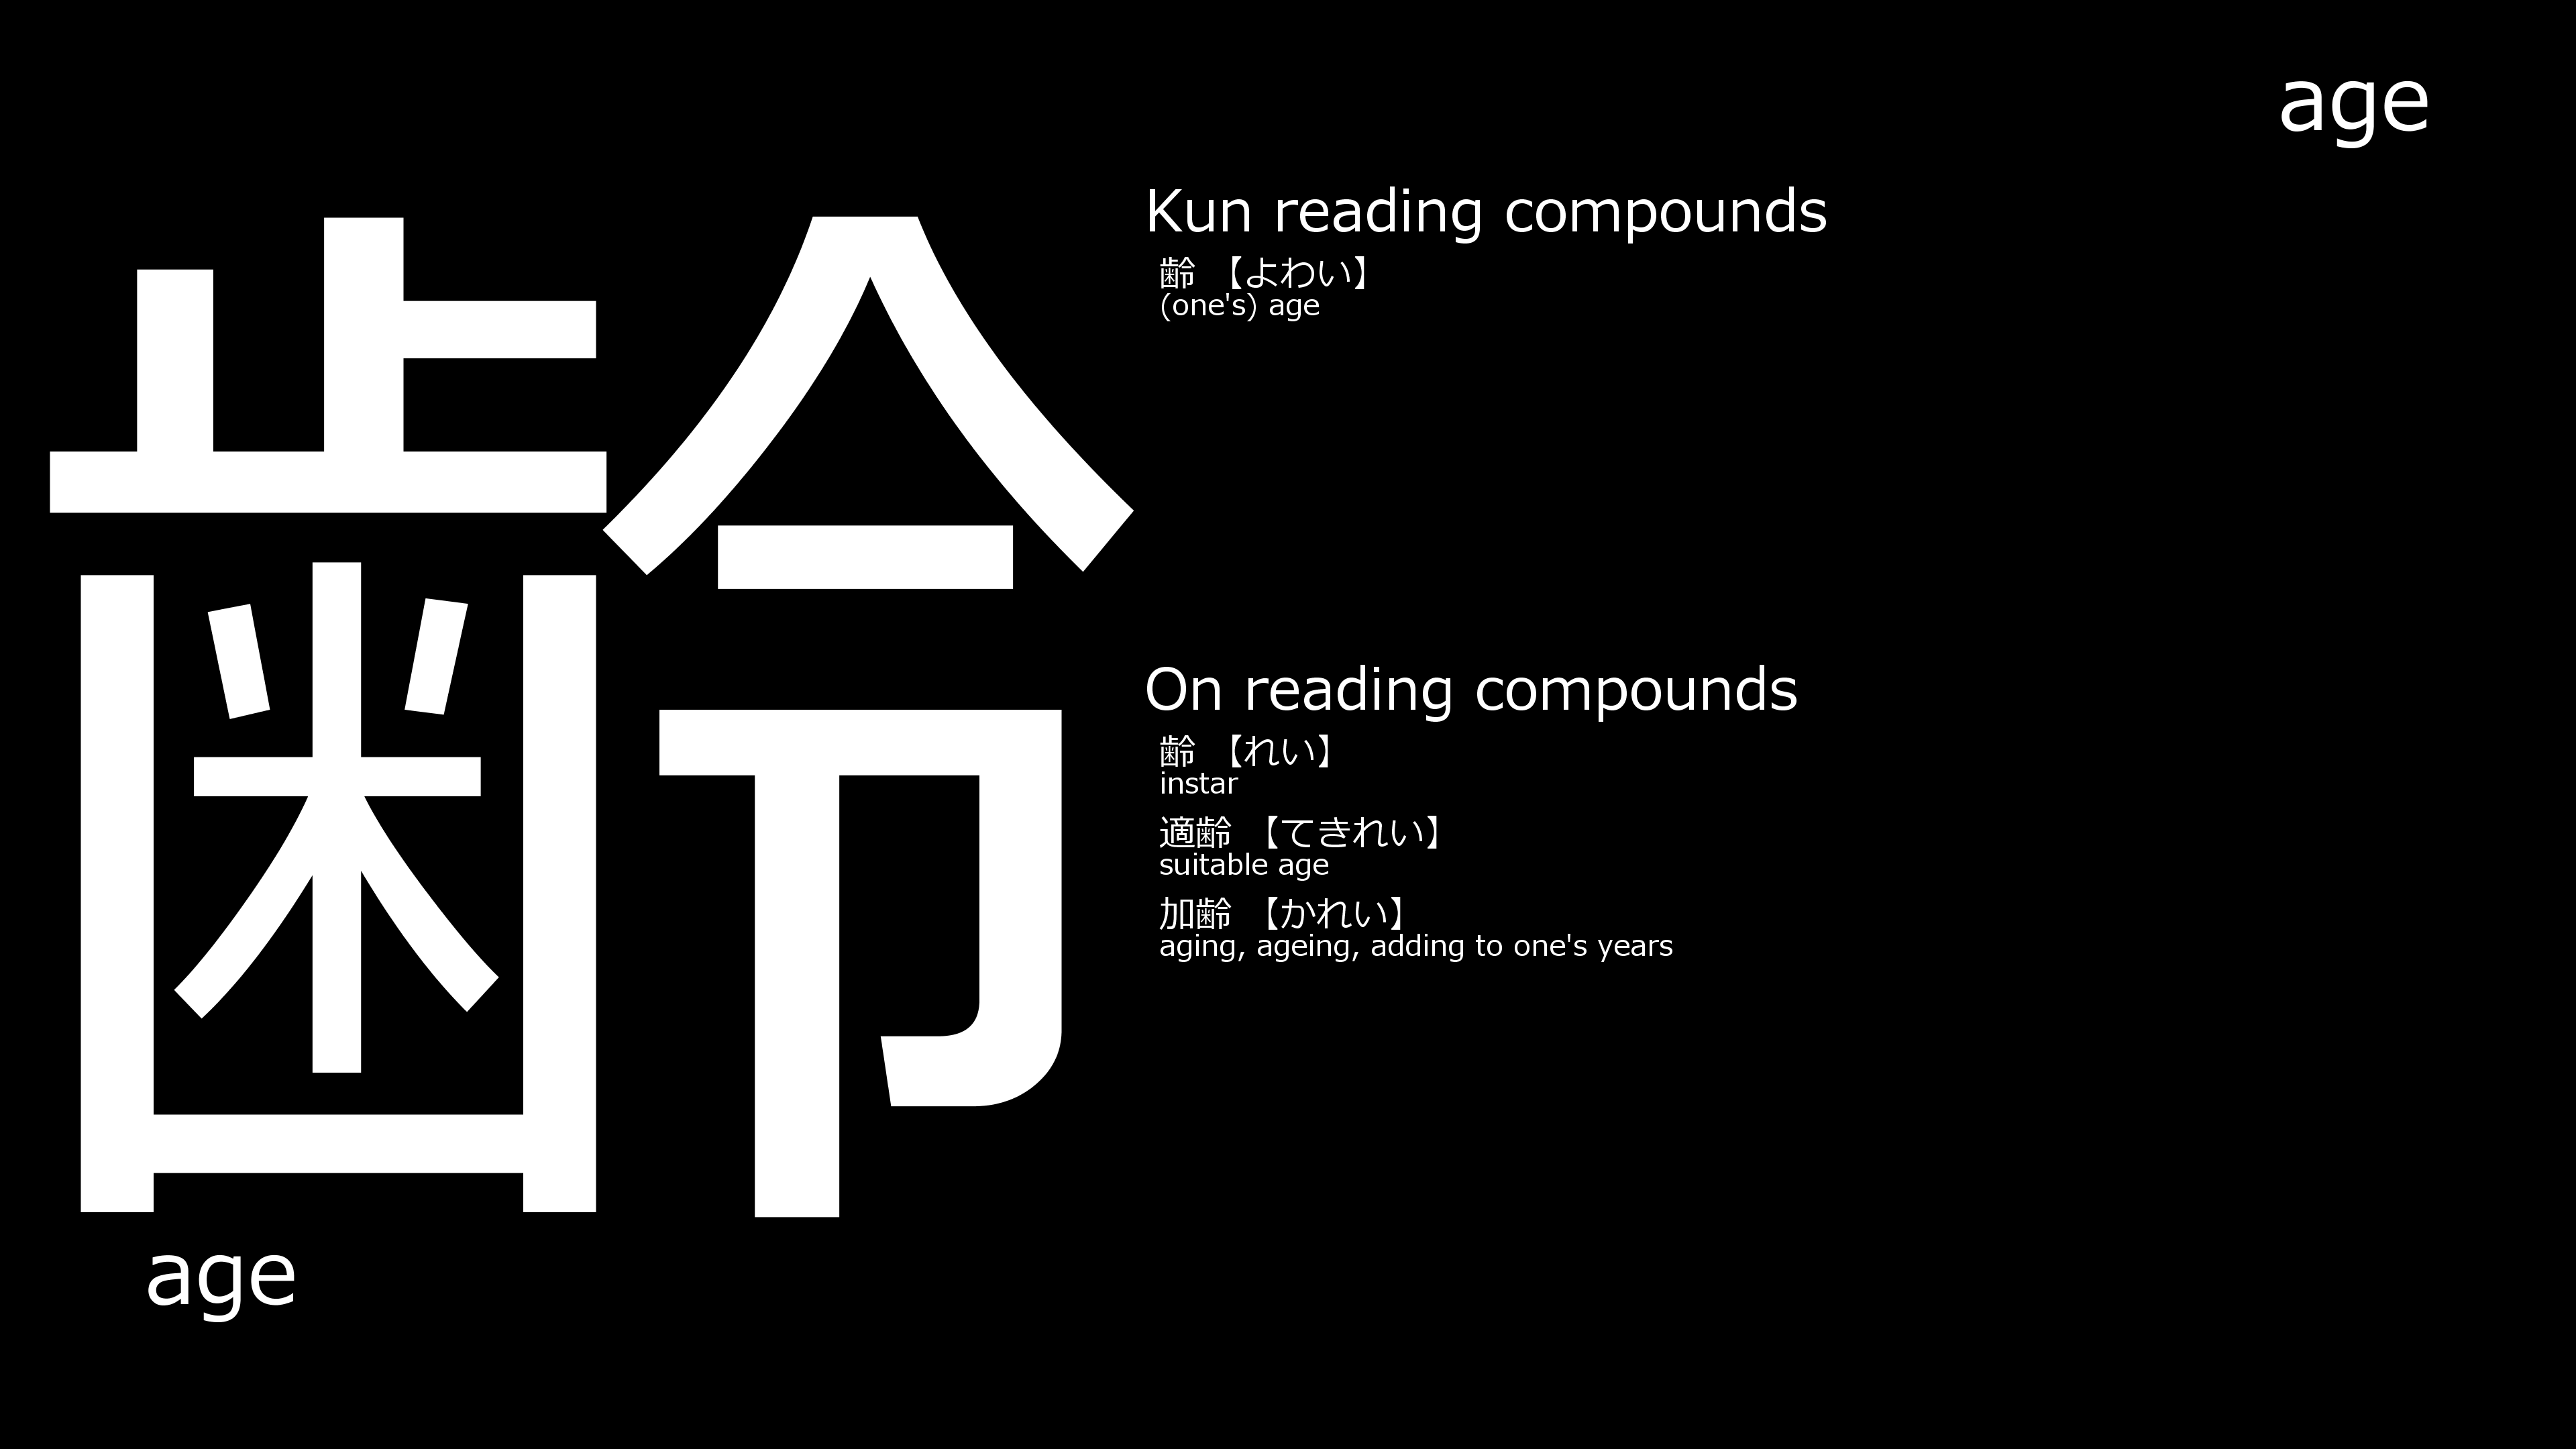 age
齢
Kun reading compounds
齢 【よわい】
(one's) age
On reading compounds
齢 【れい】
instar
適齢 【てきれい】
suitable age
加齢 【かれい】
aging, ageing, adding to one's years
age